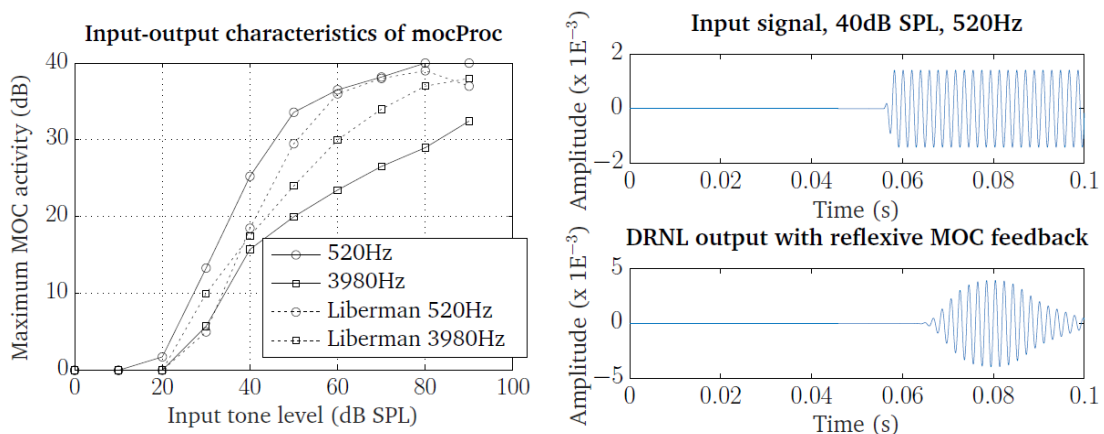 Input-output characteristics of mocProc
Maximum MOC activity (dB)
40
30
20
10
0
0 20 40 60 80 100
Input tone level (dB SPL)
520Hz
3980Hz
Liberman 520Hz
Liberman 3980Hz
Input signal, 40dB SPL, 520Hz
Amplitude (x 1E⁻³)
2
0
−2
0 0.02 0.04 0.06 0.08 0.1
Time (s)
DRNL output with reflexive MOC feedback
Amplitude (x 1E⁻³)
5
0
−5
0 0.02 0.04 0.06 0.08 0.1
Time (s)